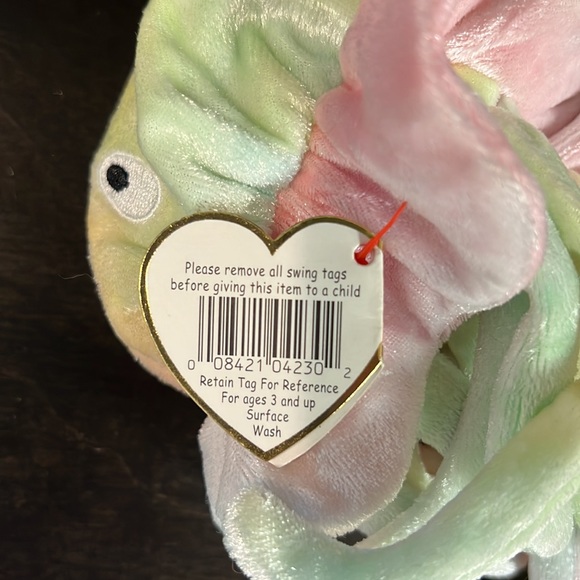 Please remove all swing tags
before giving this item to a child
0 08421 04230 2
Retain Tag For Reference
For ages 3 and up
Surface
Wash